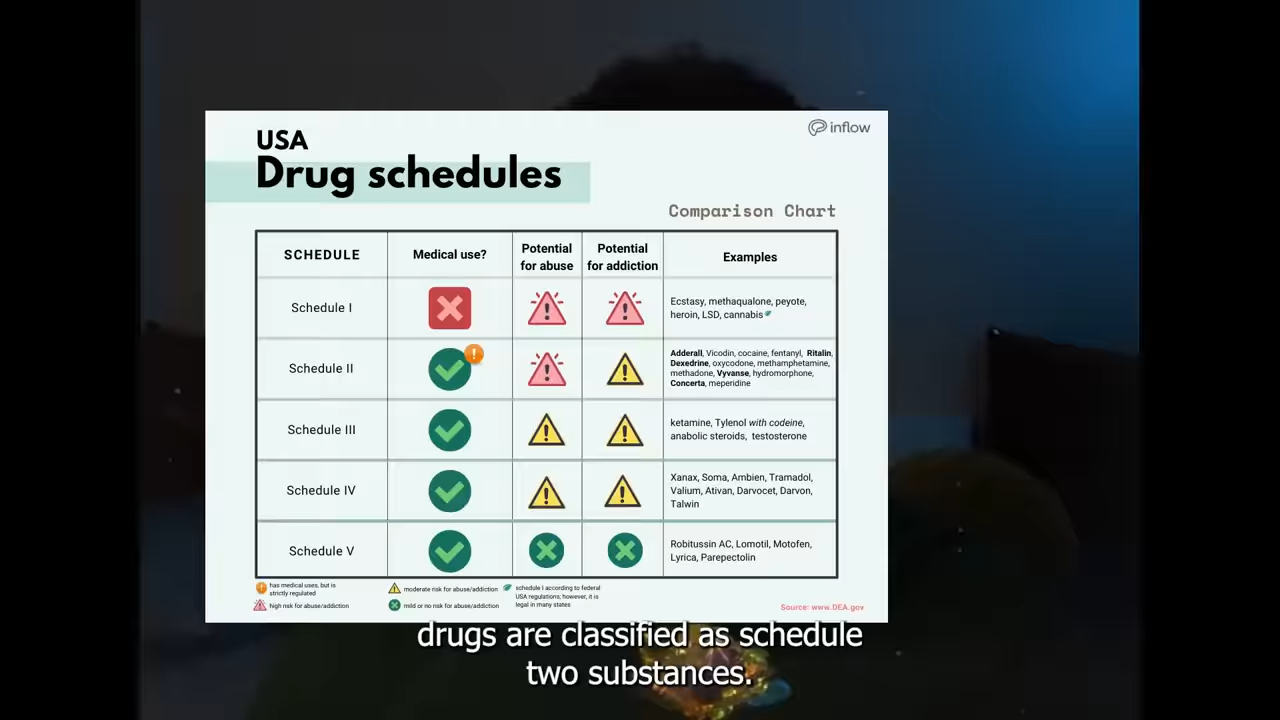 inflow
USA
Drug schedules
Comparison Chart
SCHEDULE
Medical use?
Potential
for abuse
Potential
for addiction
Examples
Schedule I
Ecstasy, methaqualone, peyote,
heroin, LSD, cannabis
Schedule II
Adderall, Vicodin, cocaine, fentanyl, Ritalin,
Dexedrine, oxycodone, methamphetamine,
methadone, Vyvanse, hydromorphone,
Concerta, meperidine
Schedule III
ketamine, Tylenol with codeine,
anabolic steroids, testosterone
Schedule IV
Xanax, Soma, Ambien, Tramadol,
Valium, Ativan, Darvocet, Darvon,
Talwin
Schedule V
Robitussin AC, Lomotil, Motofen,
Lyrica, Parepectolin
has medical uses, but is
strictly regulated
high risk for abuse/addiction
moderate risk for abuse/addiction
mild or no risk for abuse/addiction
schedule I according to federal
USA regulations; however, it is
legal in many states
Source: www.DEA.gov
drugs are classified as schedule
two substances.